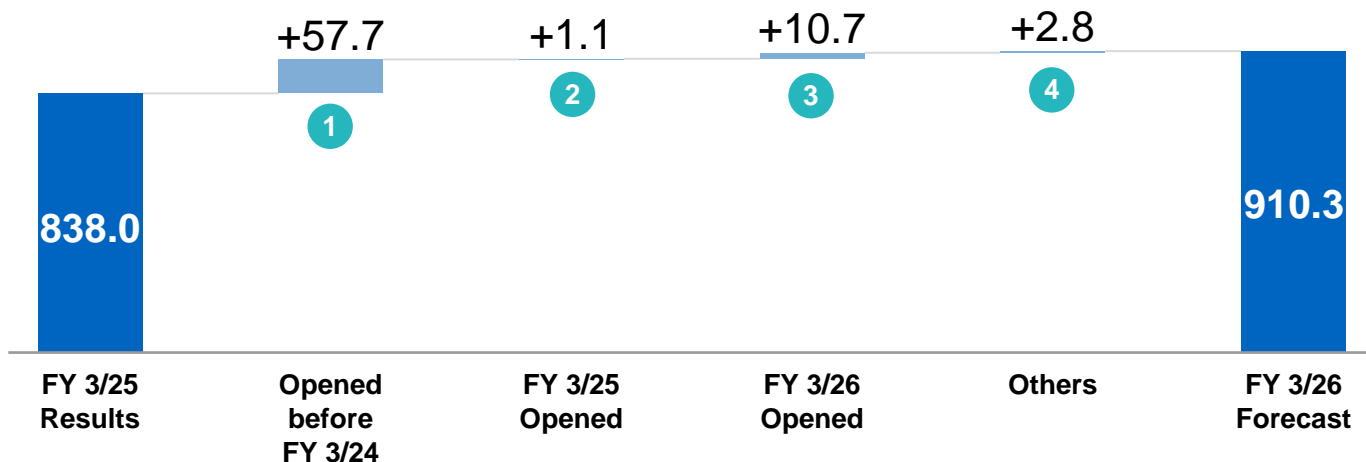 +57.7
+1.1
+10.7
+2.8
1
2
3
4
838.0
910.3
FY 3/25
Results
Opened
before
FY 3/24
FY 3/25
Opened
FY 3/26
Opened
Others
FY 3/26
Forecast